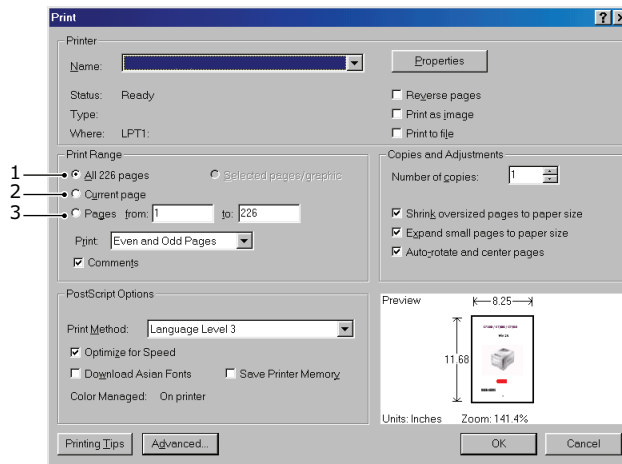 Print
Printer
Name:
Properties
Status: Ready
Type:
Where: LPT1:
Reverse pages
Print as image
Print to file
1
2
3
Print Range
All 226 pages
Selected pages/graphic
Current page
Pages from: 1 to: 226
Print: Even and Odd Pages
Comments
Copies and Adjustments
Number of copies: 1
Shrink oversized pages to paper size
Expand small pages to paper size
Auto-rotate and center pages
PostScript Options
Print Method: Language Level 3
Optimize for Speed
Download Asian Fonts
Save Printer Memory
Color Managed: On printer
Preview
8.25
11.68
Units: Inches Zoom: 141.4%
Printing Tips
Advanced...
OK
Cancel